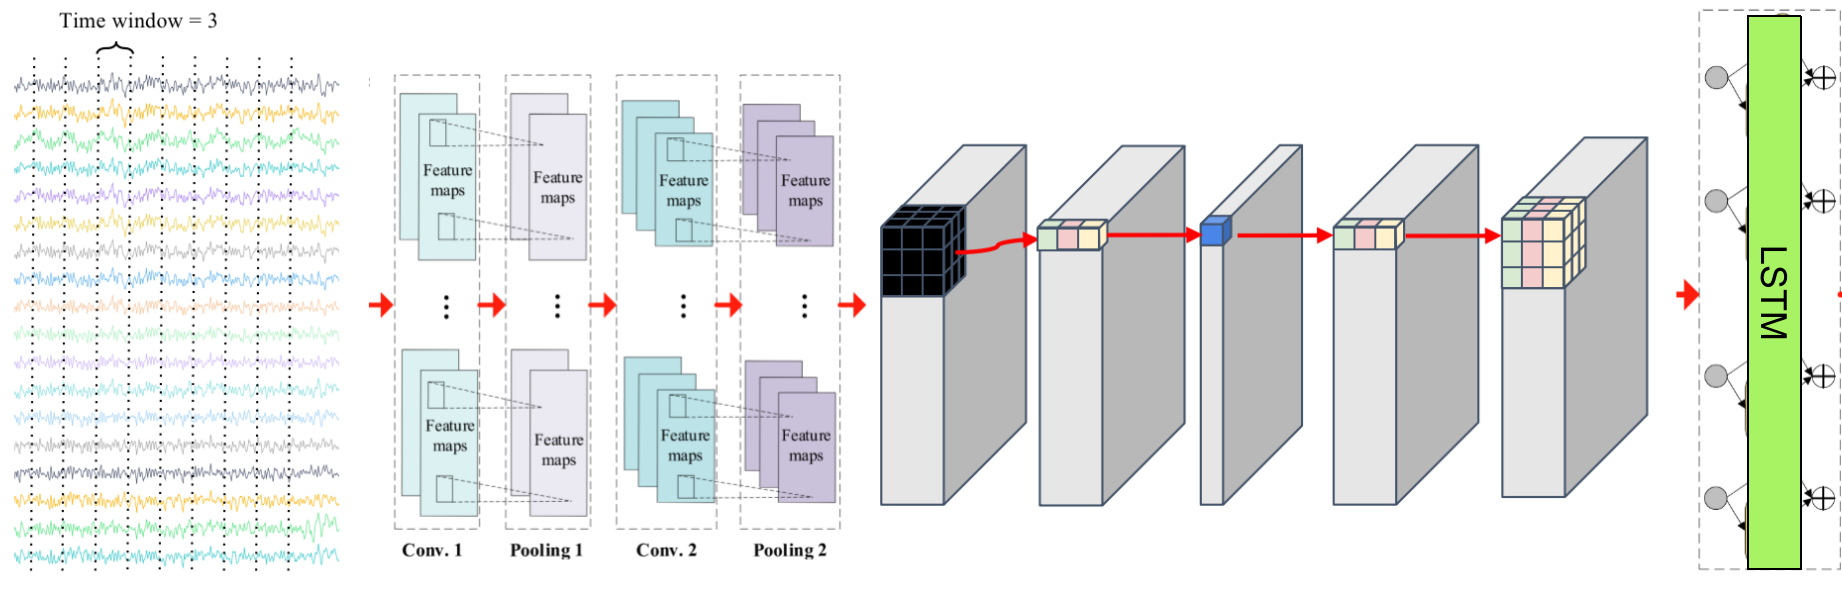 Time window = 3
Feature
maps
Feature
maps
Feature
maps
Feature
maps
Feature
maps
Feature
maps
Feature
maps
Feature
maps
Conv. 1
Pooling 1
Conv. 2
Pooling 2
LSTM